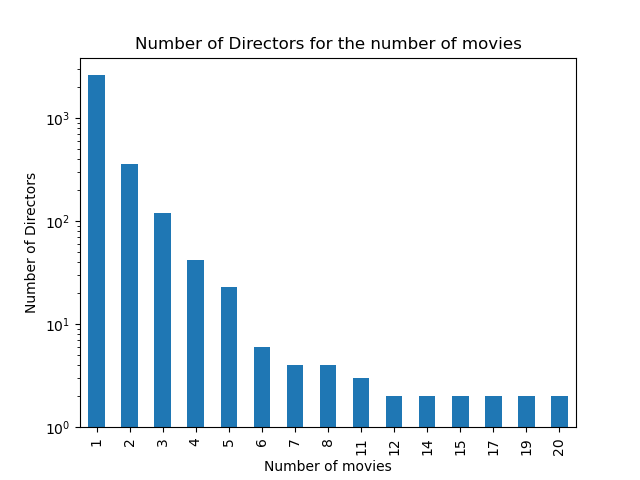 Number of Directors for the number of movies
Number of Directors
10³
10²
10¹
10⁰
1 2 3 4 5 6 7 8 11 12 14 15 17 19 20
Number of movies